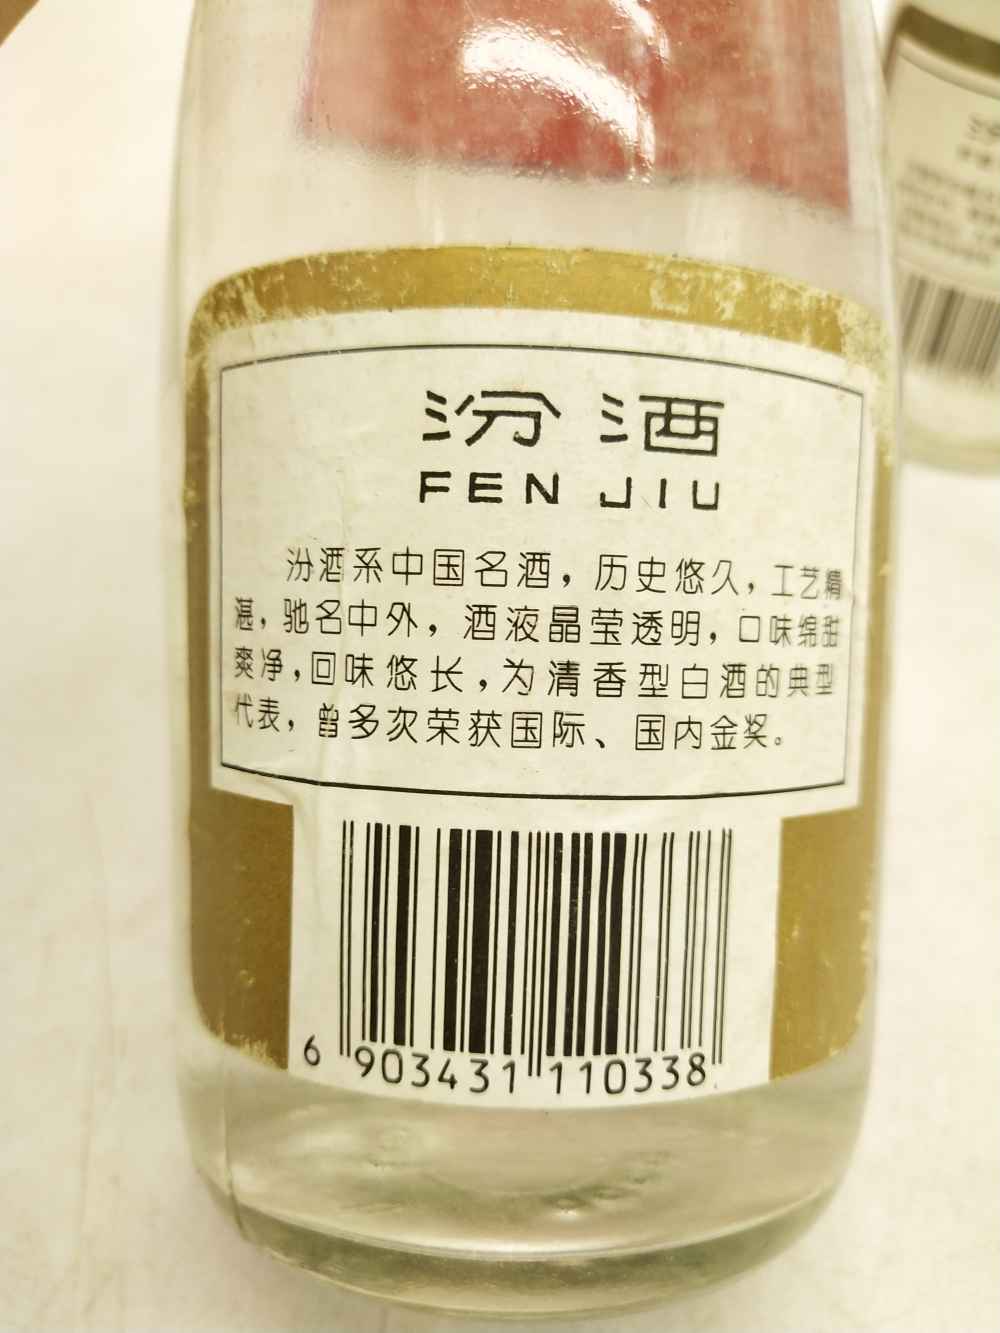 汾酒
FEN JIU
汾酒系中国名酒，历史悠久，工艺精
湛，驰名中外，酒液晶莹透明，口味绵甜
爽净，回味悠长，为清香型白酒的典型
代表，曾多次荣获国际、国内金奖。
6 903431 110338